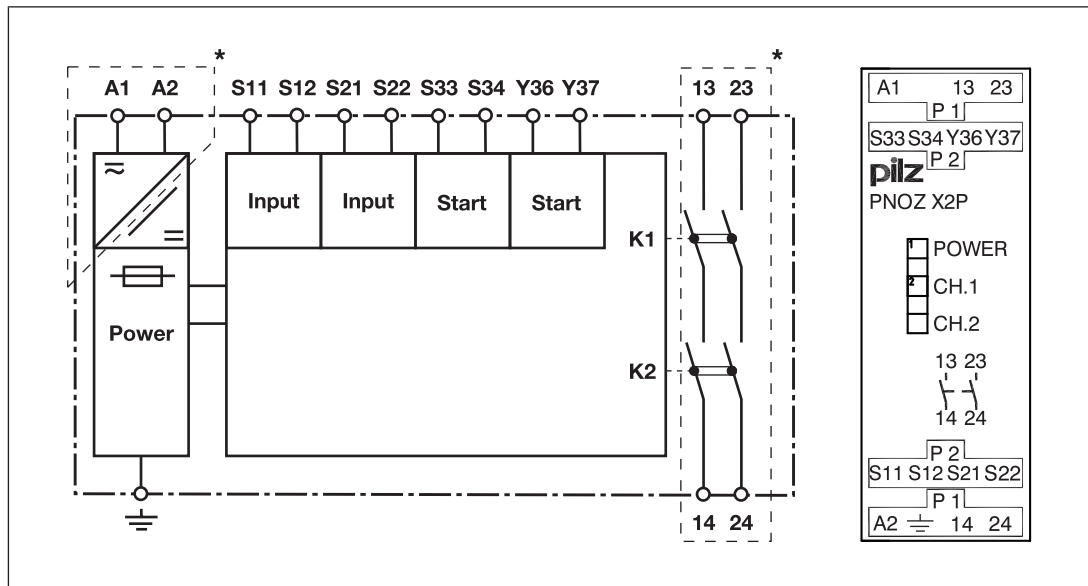 * *
A1 A2 S11 S12 S21 S22 S33 S34 Y36 Y37 13 23
Input Input Start Start
K1
Power
K2
14 24
A1 13 23
P 1
S33 S34 Y36 Y37
P 2
pilz
PNOZ X2P
1 POWER
2 CH.1
CH.2
13 23
14 24
P 2
S11 S12 S21 S22
P 1
A2 14 24